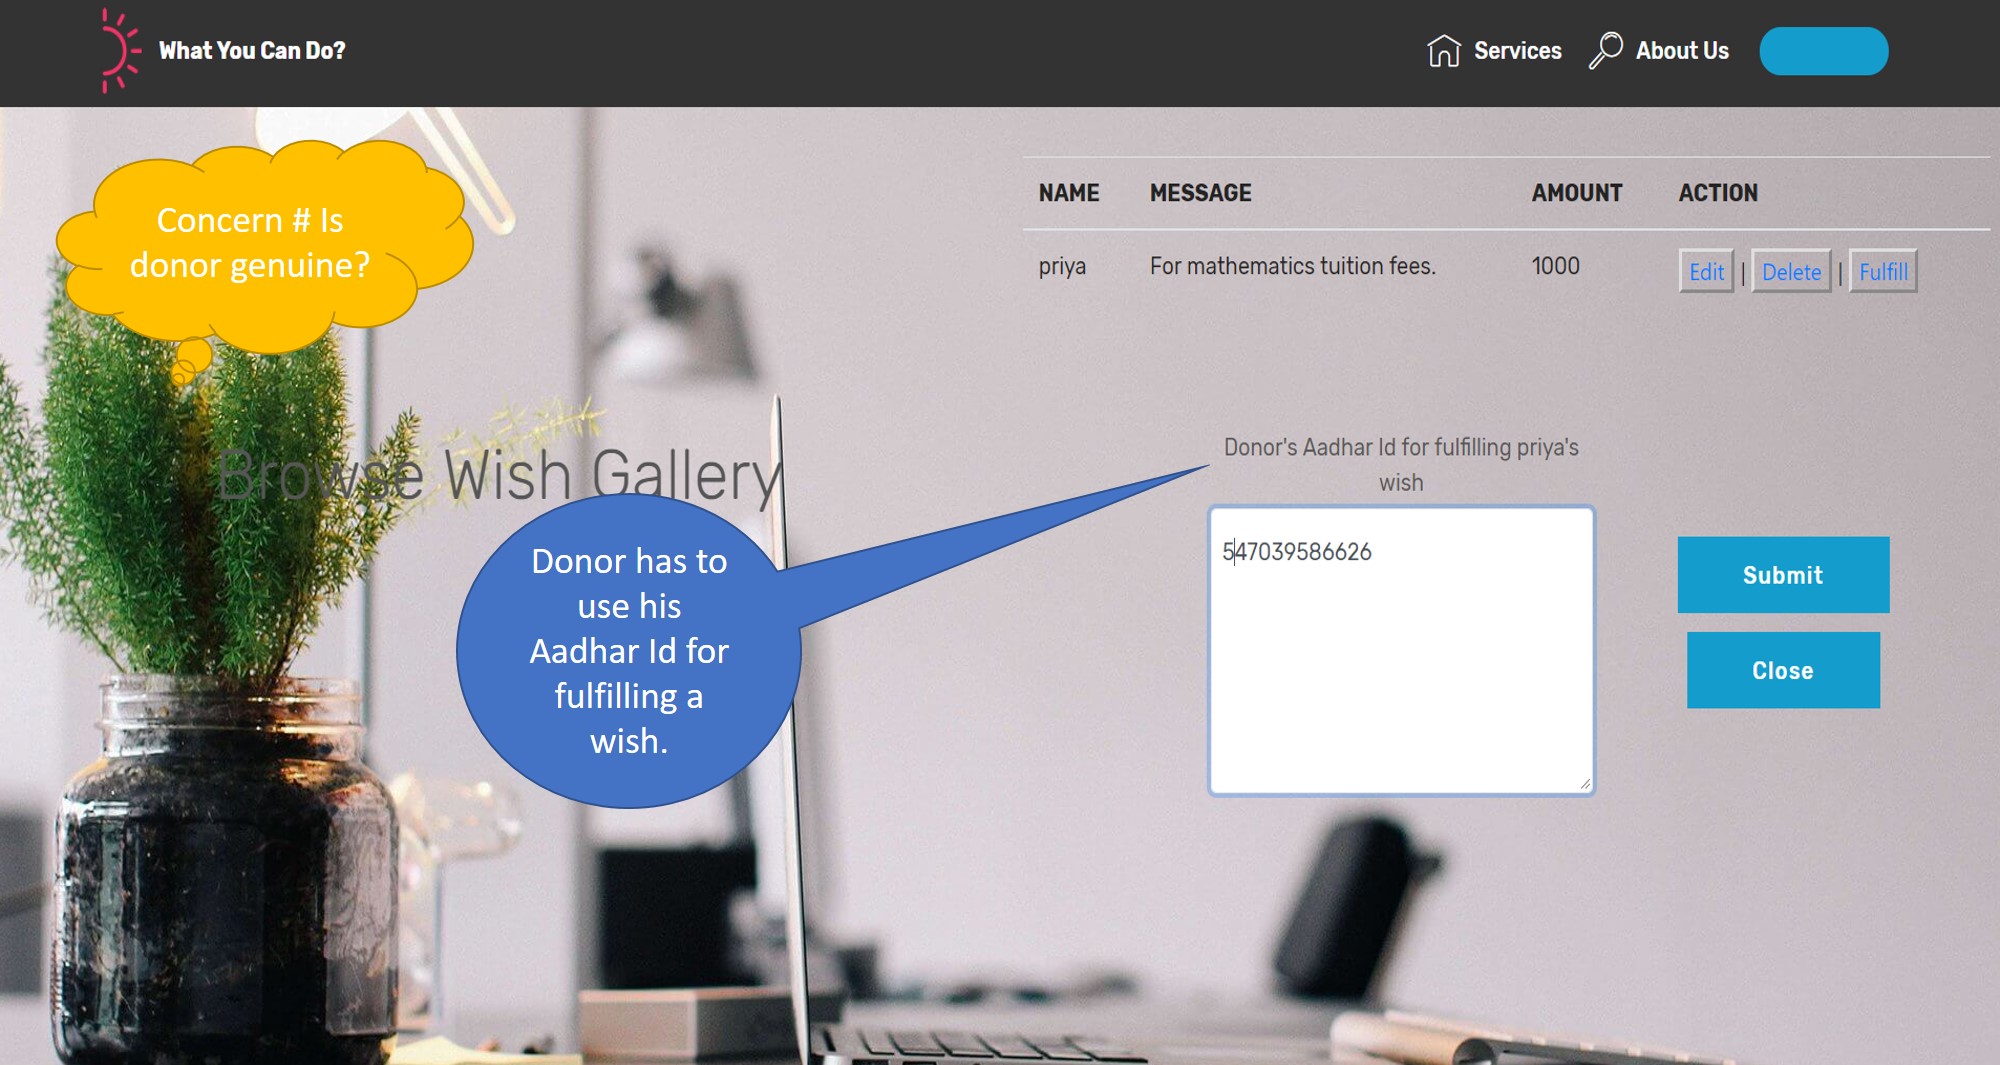 What You Can Do?
Services
About Us
Concern # Is
donor genuine?
NAME MESSAGE AMOUNT ACTION
priya For mathematics tuition fees. 1000 Edit | Delete | Fulfill
Browse Wish Gallery
Donor's Aadhar Id for fulfilling priya's
wish
547039586626
Donor has to
use his
Aadhar Id for
fulfilling a
wish.
Submit
Close